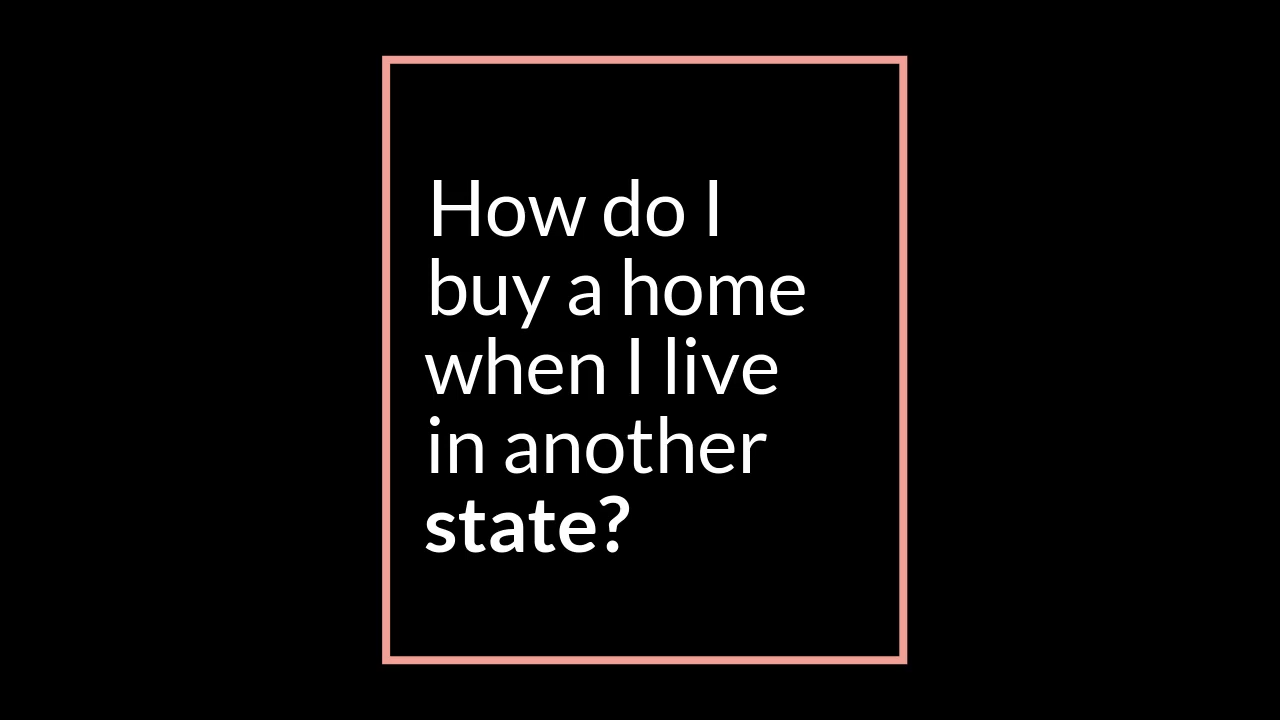 How do I
buy a home
when I live
in another
state?